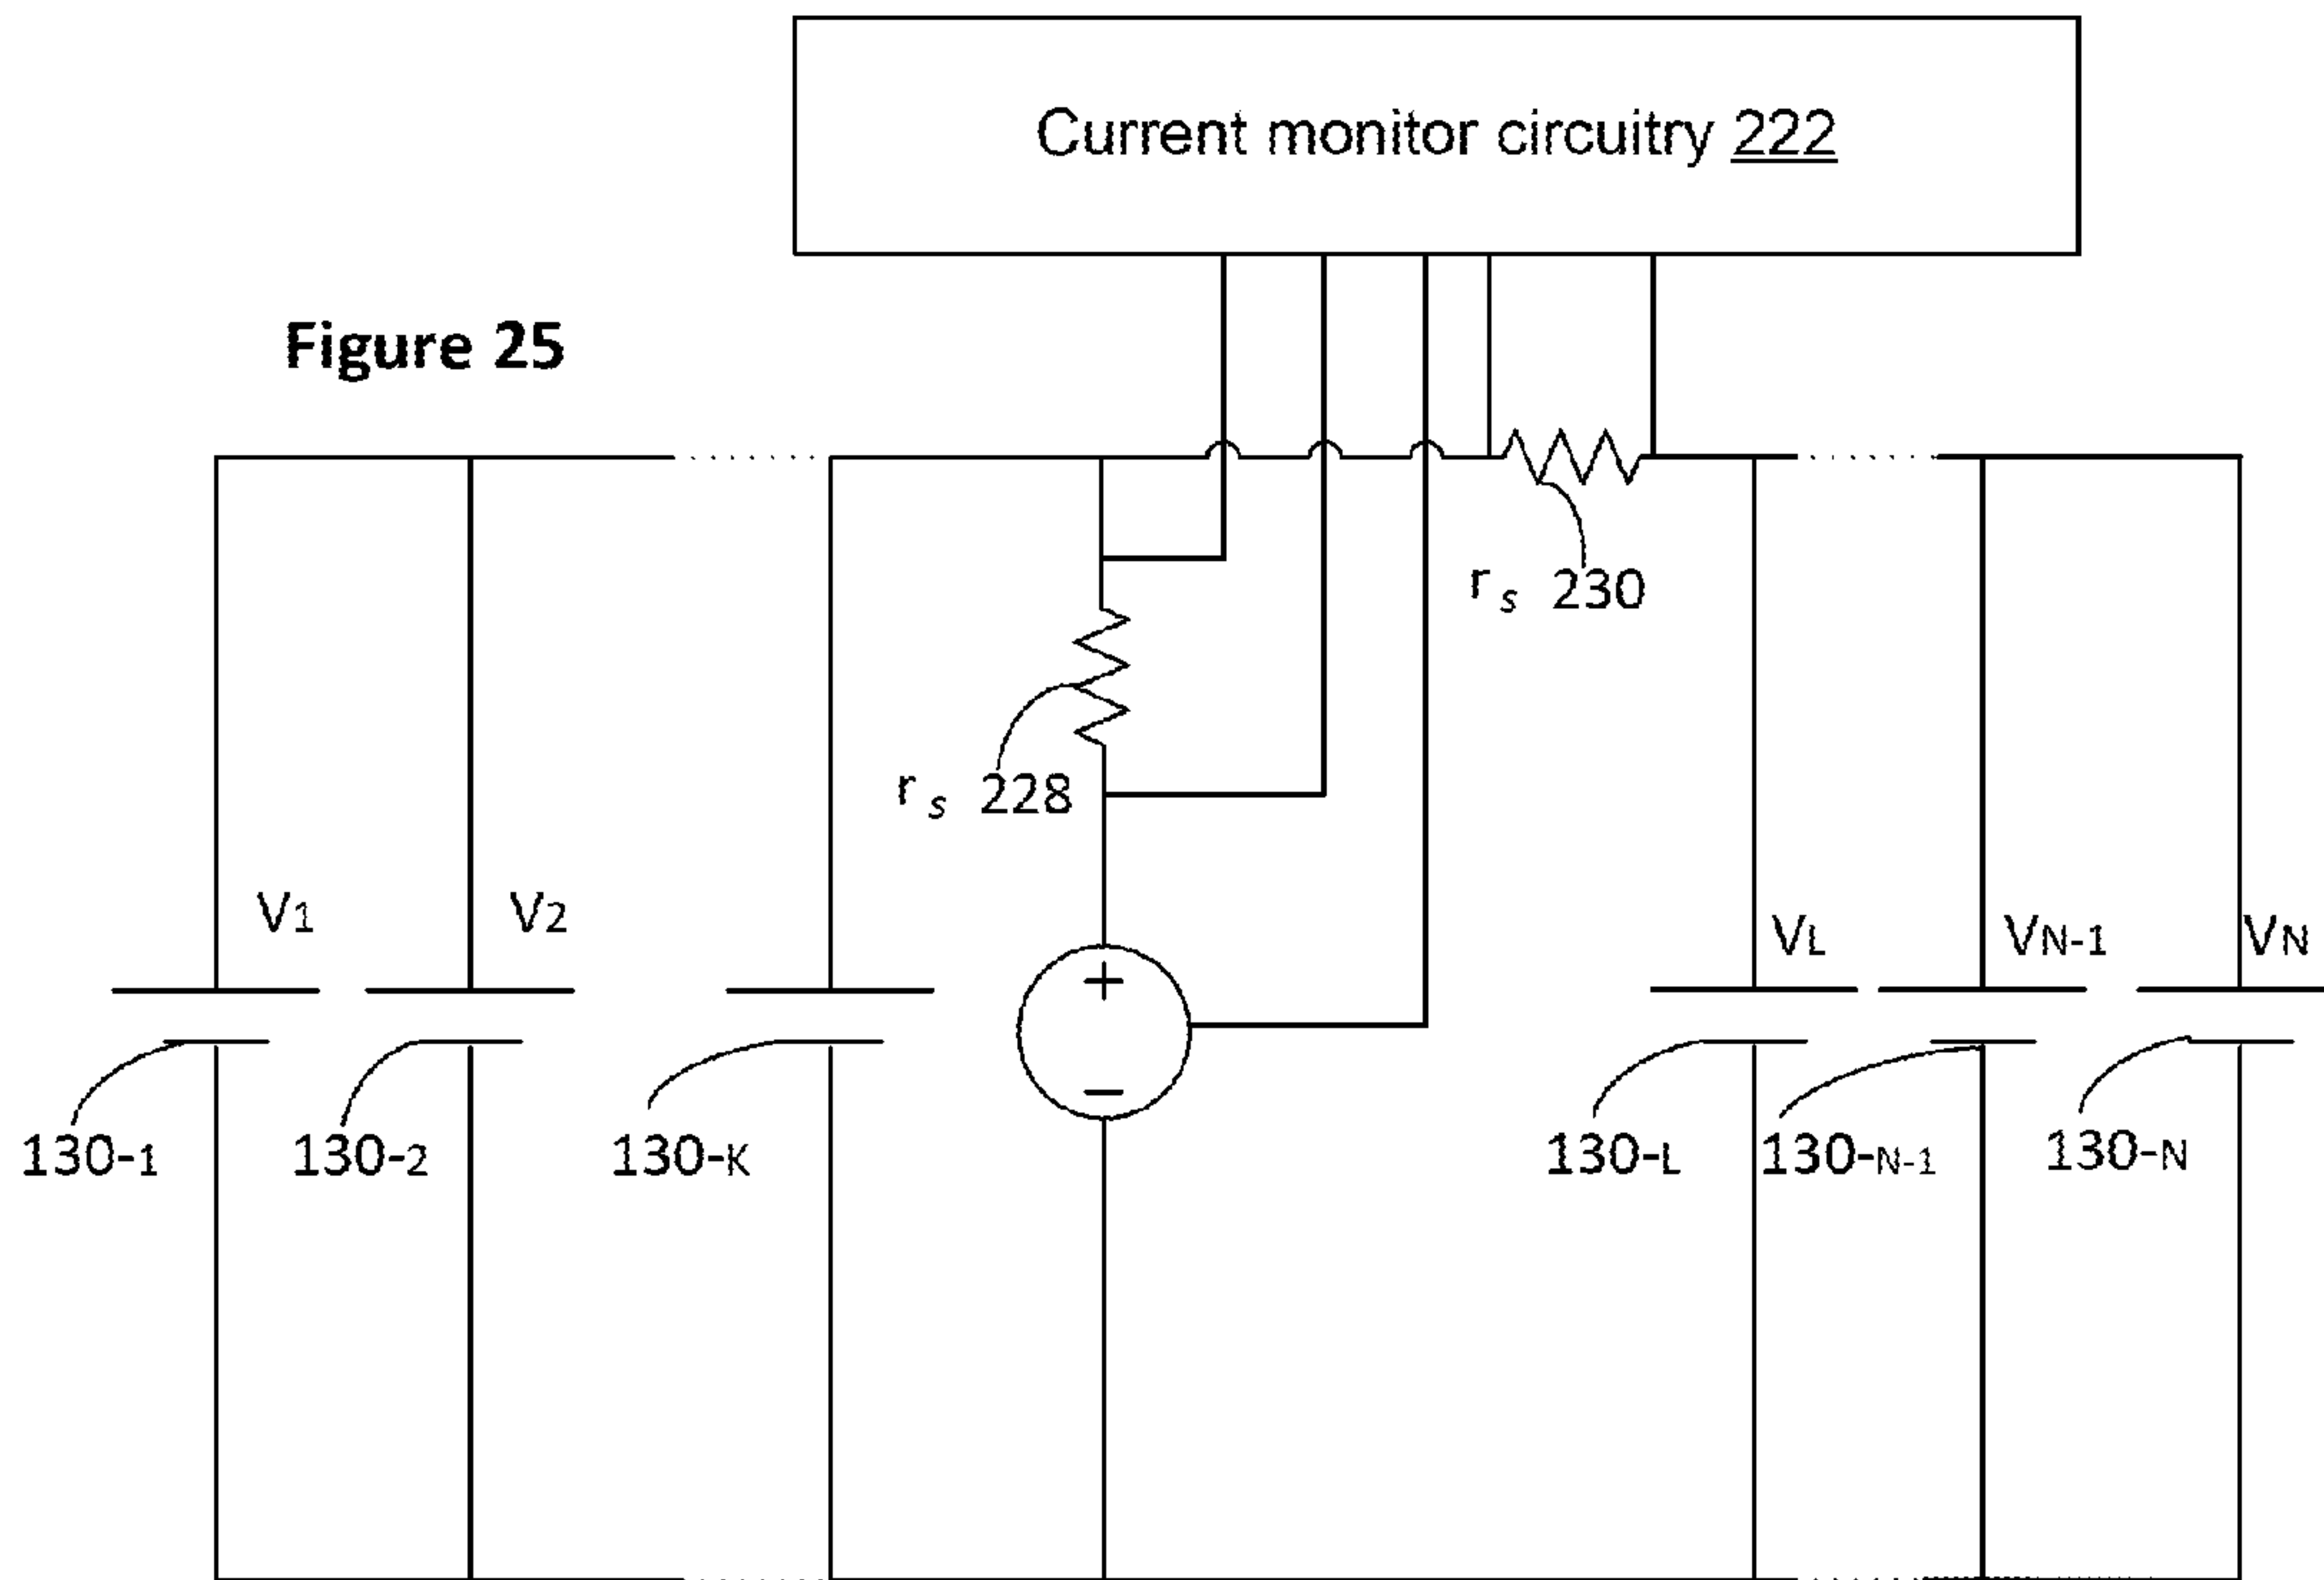 Current monitor circuitry 222
Figure 25
rs 230
rs 228
V1
V2
VL
VN-1
VN
+
−
130-1
130-2
130-K
130-L
130-N-1
130-N